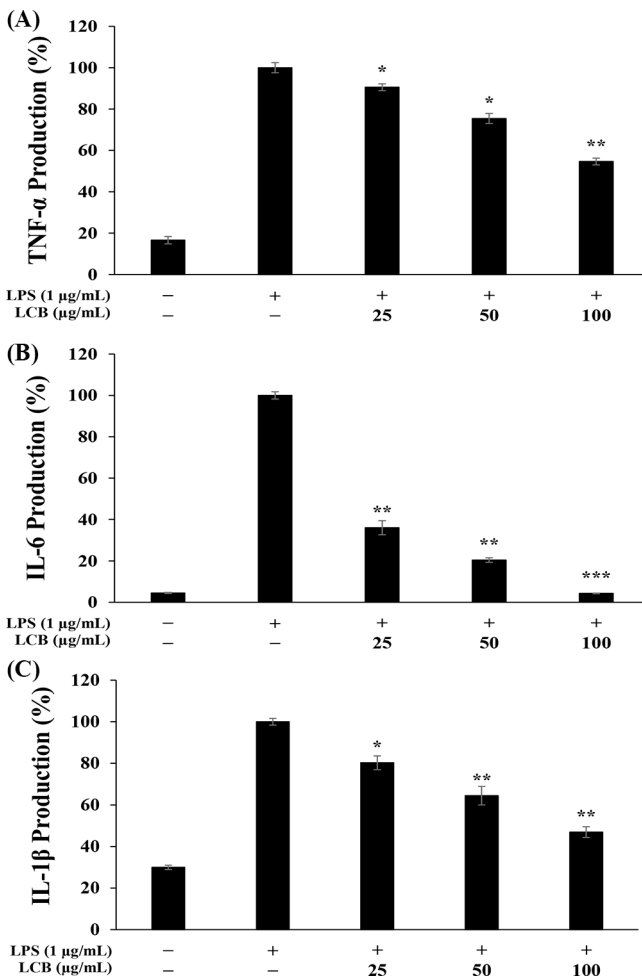 (A)
TNF-α Production (%)
120
100
80
60
40
20
0
*
*
**
LPS (1 µg/mL) − + + + +
LCB (µg/mL) − − 25 50 100
(B)
IL-6 Production (%)
120
100
80
60
40
20
0
**
**
***
LPS (1 µg/mL) − + + + +
LCB (µg/mL) − − 25 50 100
(C)
IL-1β Production (%)
120
100
80
60
40
20
0
*
**
**
LPS (1 µg/mL) − + + + +
LCB (µg/mL) − − 25 50 100